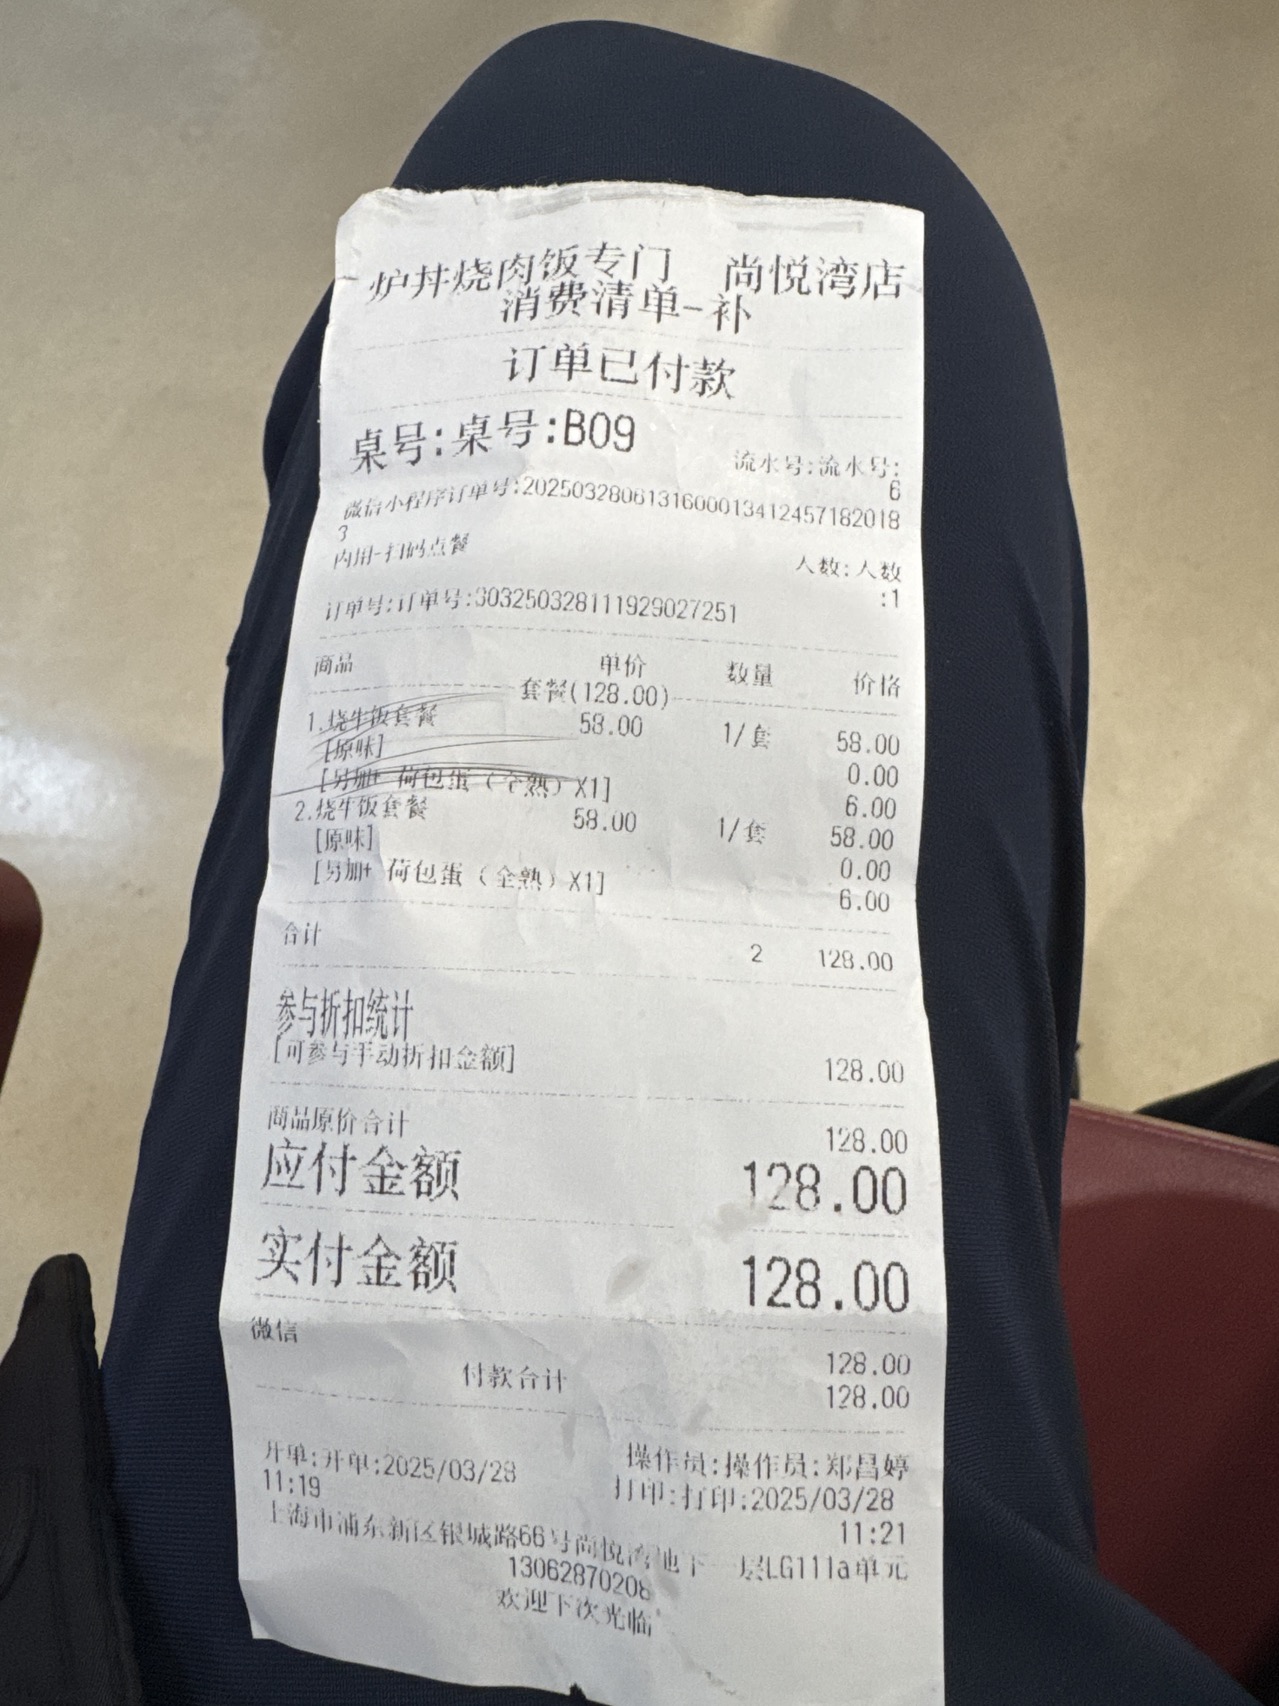 炉丼烧肉饭专门 尚悦湾店
消费清单-补
订单已付款
桌号:桌号:B09
流水号:流水号:
6
微信小程序订单号:2025032806131600013412457182018
3
内用-扫码点餐
人数:人数
:1
订单号:订单号:303250328111929027251
商品 单价 数量 价格
套餐(128.00)
1.烧牛饭套餐 58.00 1/套 58.00
[原味] 0.00
[另加+ 荷包蛋（全熟）X1] 6.00
2.烧牛饭套餐 58.00 1/套 58.00
[原味] 0.00
[另加+ 荷包蛋（全熟）X1] 6.00
合计 2 128.00
参与折扣统计
[可参与手动折扣金额] 128.00
商品原价合计 128.00
应付金额 128.00
实付金额 128.00
微信 128.00
付款合计 128.00
开单:开单:2025/03/28 操作员:操作员:郑昌婷
11:19 打印:打印:2025/03/28
11:21
上海市浦东新区银城路66号尚悦湾地下一层LG111a单元
13062870208
欢迎下次光临